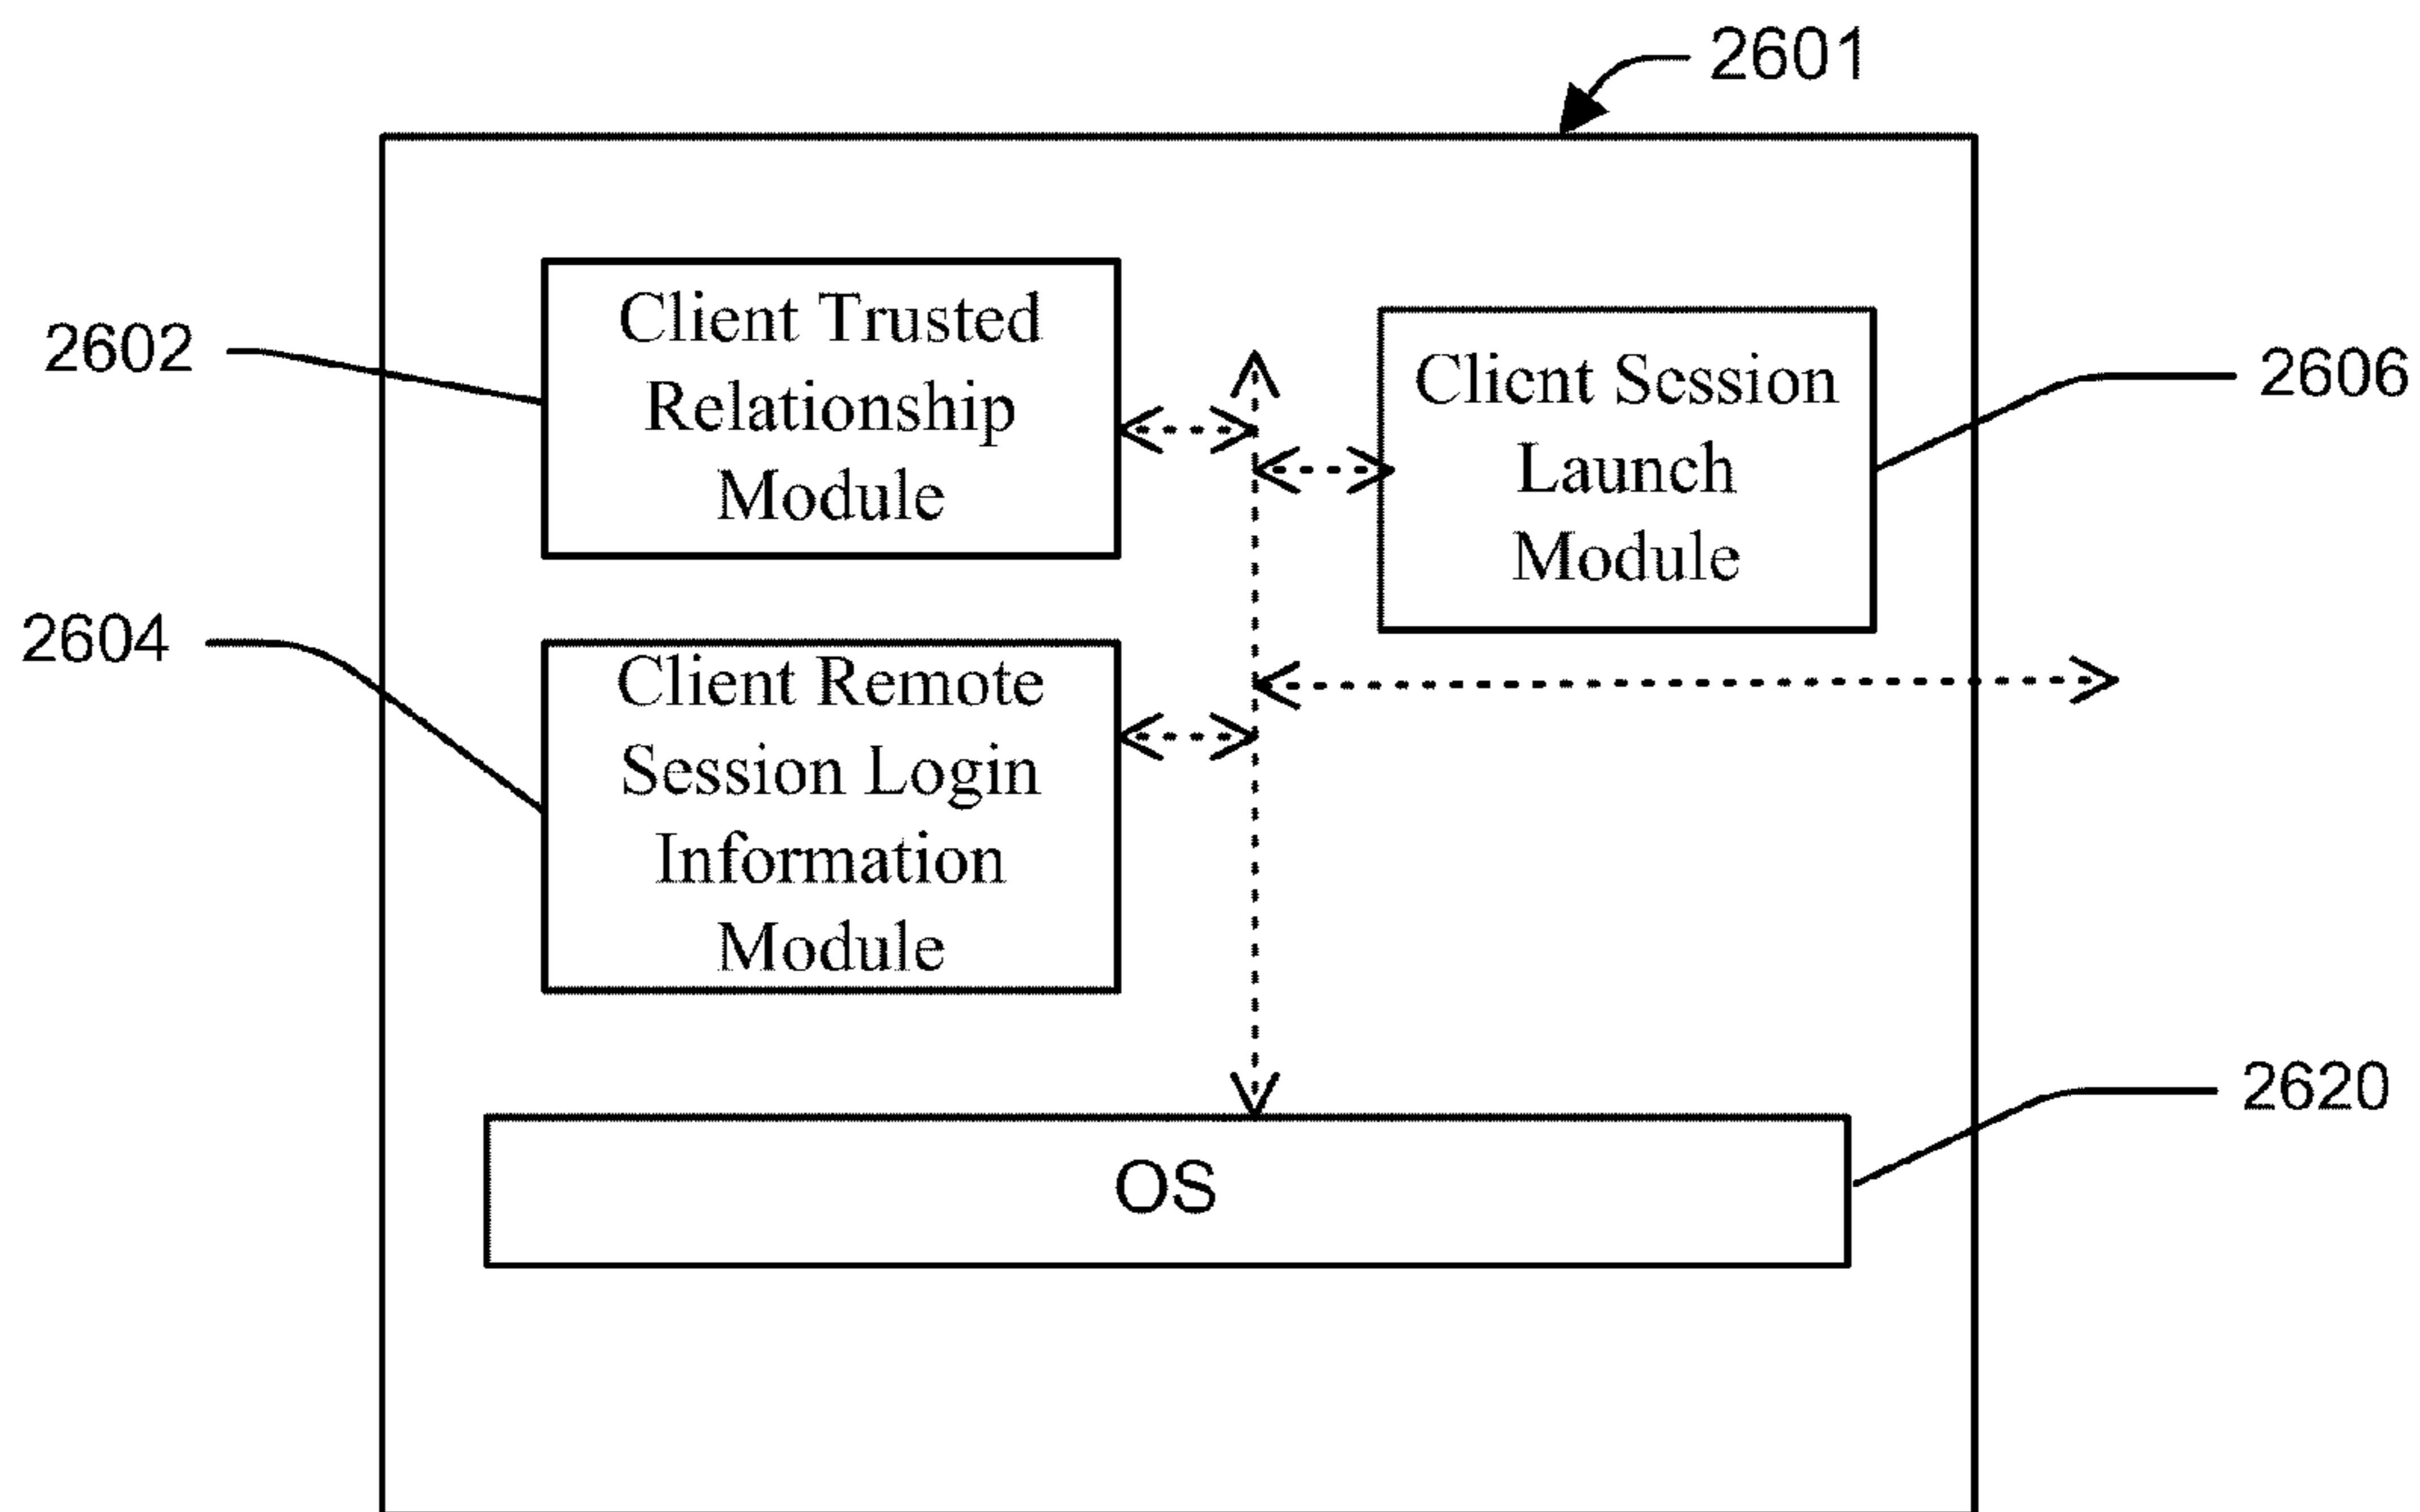 2601
2602
Client Trusted
Relationship
Module
2606
Client Session
Launch
Module
2604
Client Remote
Session Login
Information
Module
2620
OS